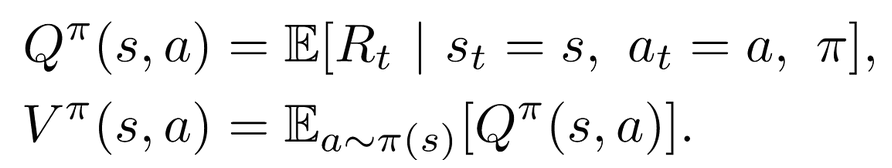 Q^π(s, a) = 𝔼[R_t | s_t = s, a_t = a, π],
V^π(s, a) = 𝔼_{a∼π(s)}[Q^π(s, a)].